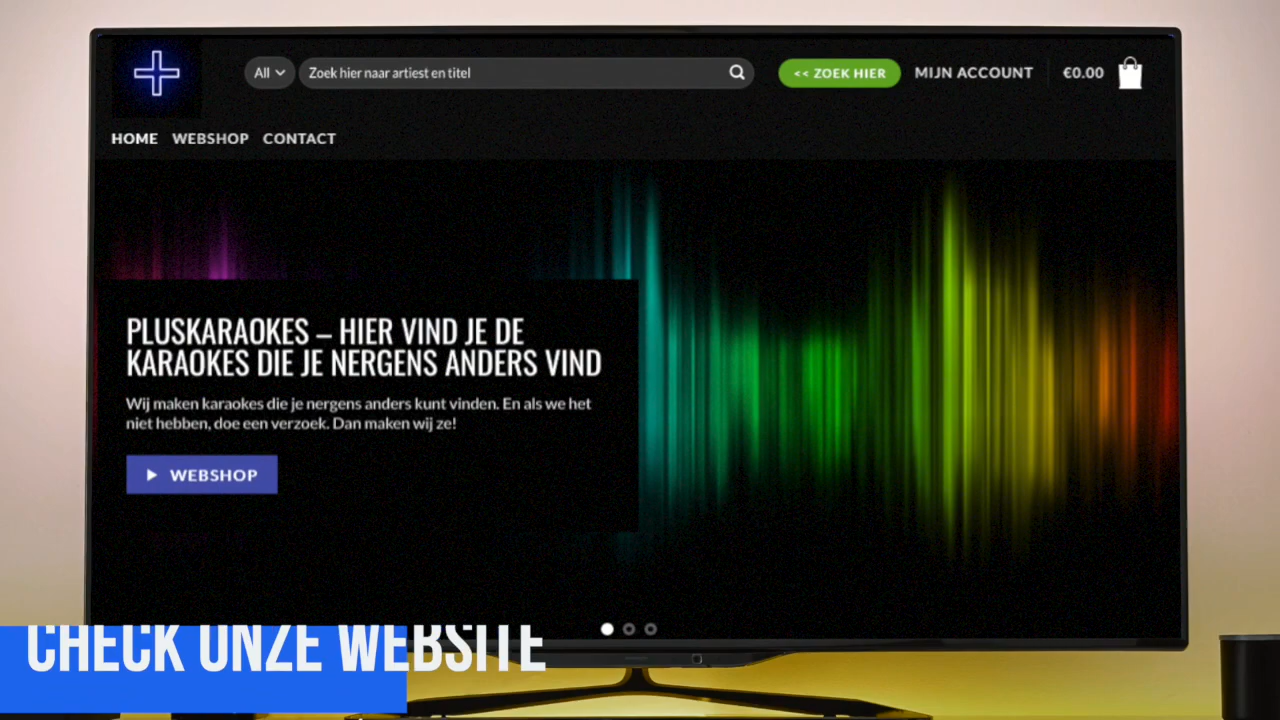 All
Zoek hier naar artiest en titel
<< ZOEK HIER
MIJN ACCOUNT
€0.00
HOME WEBSHOP CONTACT
PLUSKARAOKES – HIER VIND JE DE
KARAOKES DIE JE NERGENS ANDERS VIND
Wij maken karaokes die je nergens anders kunt vinden. En als we het
niet hebben, doe een verzoek. Dan maken wij ze!
WEBSHOP
CHECK ONZE WEBSITE